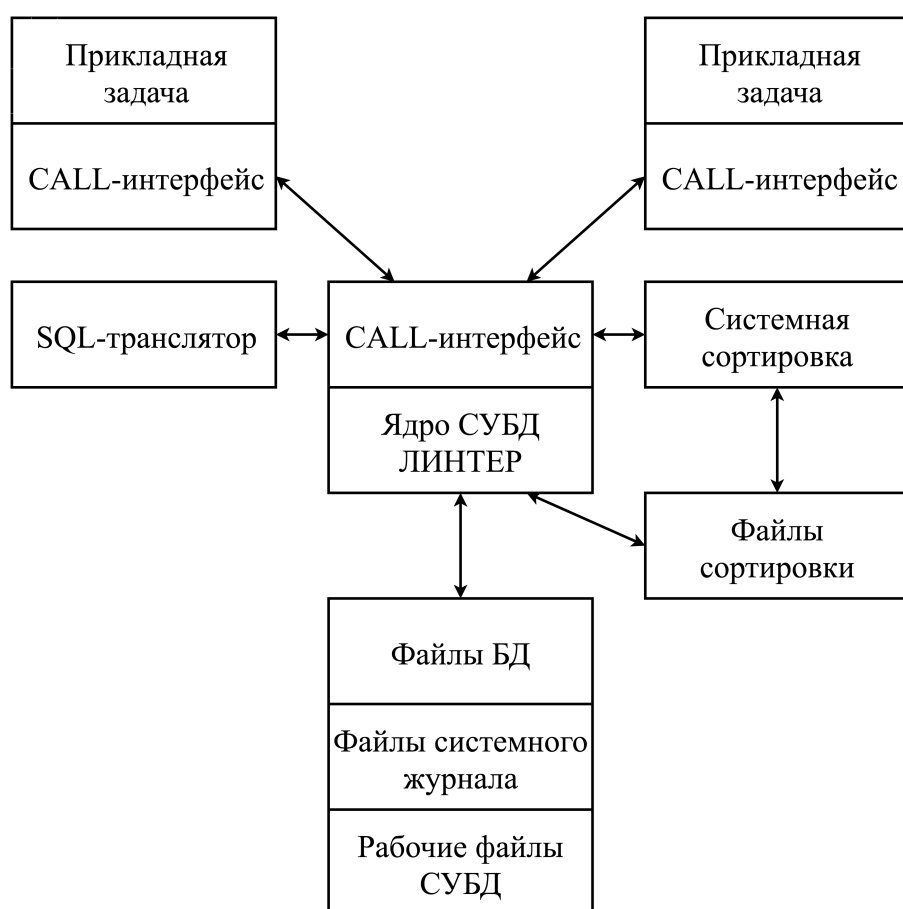 Прикладная
задача
CALL-интерфейс
Прикладная
задача
CALL-интерфейс
SQL-транслятор
CALL-интерфейс
Ядро СУБД
ЛИНТЕР
Системная
сортировка
Файлы
сортировки
Файлы БД
Файлы системного
журнала
Рабочие файлы
СУБД